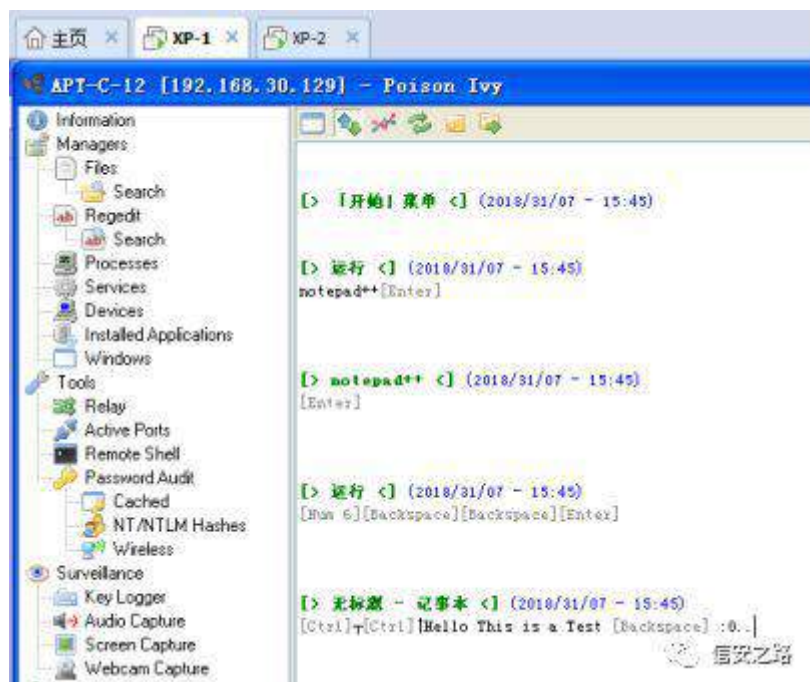 主页 × XP-1 × XP-2 ×
APT-C-12 [192.168.30.129] - Poison Ivy
Information
Managers
Files
Search
Regedit
Search
Processes
Services
Devices
Installed Applications
Windows
Tools
Relay
Active Ports
Remote Shell
Password Audit
Cached
NT/NTLM Hashes
Wireless
Surveillance
Key Logger
Audio Capture
Screen Capture
Webcam Capture
[> 「开始」菜单 <] (2018/31/07 - 15:45)
[> 运行 <] (2018/31/07 - 15:45)
notepad++[Enter]
[> notepad++ <] (2018/31/07 - 15:45)
[Enter]
[> 运行 <] (2018/31/07 - 15:45)
[Num 6][Backspace][Backspace][Enter]
[> 无标题 - 记事本 <] (2018/31/07 - 15:45)
[Ctrl]┬[Ctrl]Hello This is a Test [Backspace] :0..
信安之路